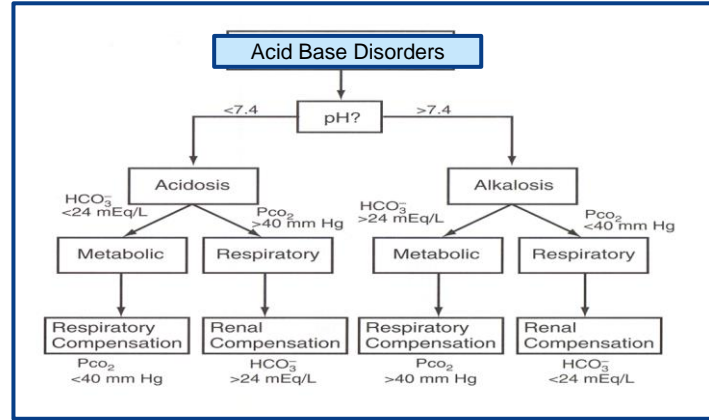 Acid Base Disorders
<7.4
pH?
>7.4
Acidosis
Alkalosis
HCO₃⁻
<24 mEq/L
Pco₂
>40 mm Hg
HCO₃⁻
>24 mEq/L
Pco₂
<40 mm Hg
Metabolic
Respiratory
Metabolic
Respiratory
Respiratory
Compensation
Renal
Compensation
Respiratory
Compensation
Renal
Compensation
Pco₂
<40 mm Hg
HCO₃⁻
>24 mEq/L
Pco₂
>40 mm Hg
HCO₃⁻
<24 mEq/L